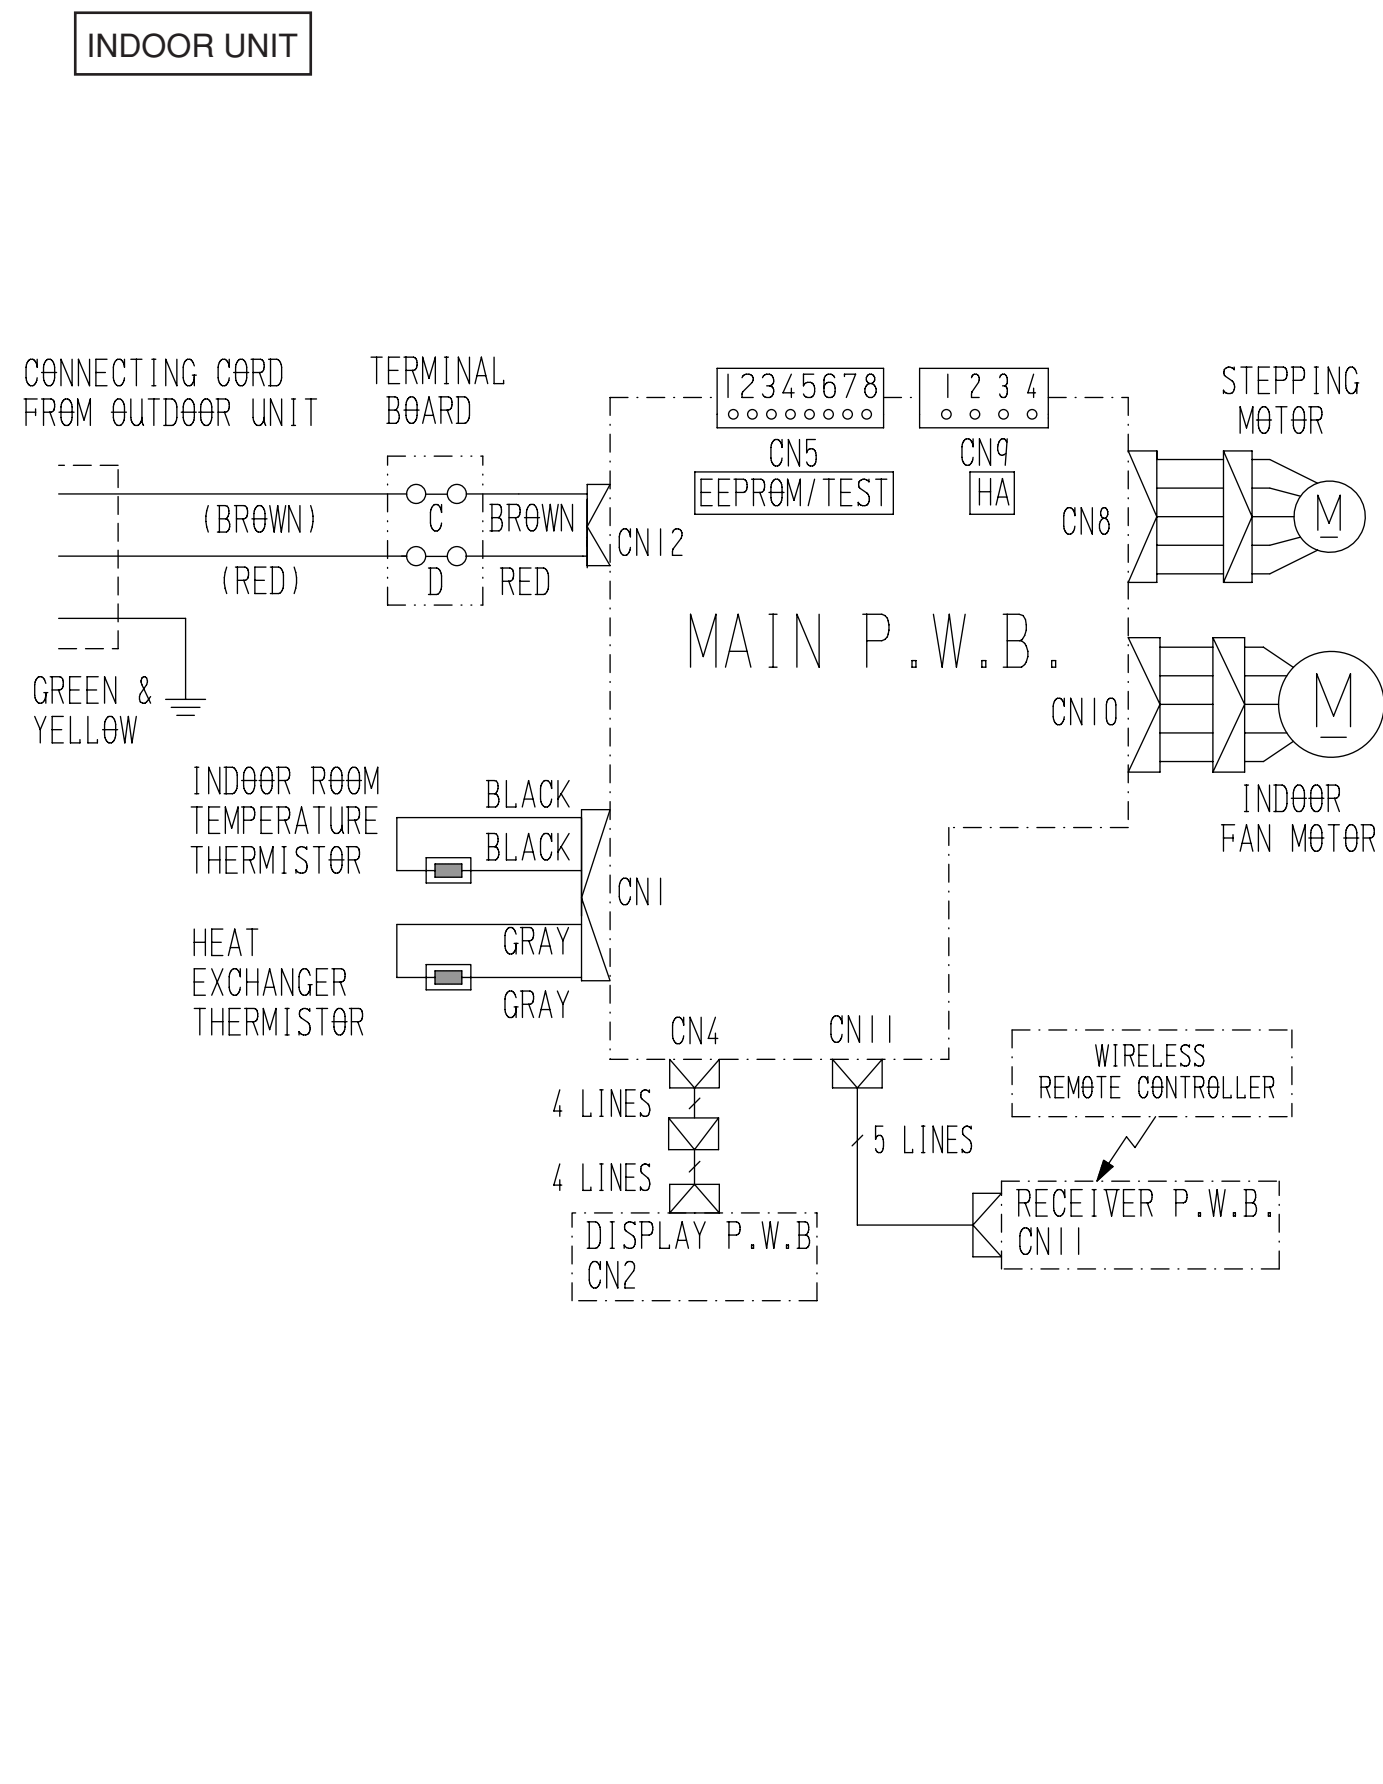 INDOOR UNIT
CONNECTING CORD
FROM OUTDOOR UNIT
TERMINAL
BOARD
12345678
CN5
EEPROM/TEST
1 2 3 4
CN9
HA
STEPPING
MOTOR
M
CN8
(BROWN)
C
BROWN
CN12
(RED)
D
RED
MAIN P.W.B.
GREEN &
YELLOW
CN10
M
INDOOR
FAN MOTOR
INDOOR ROOM
TEMPERATURE
THERMISTOR
BLACK
BLACK
CN1
HEAT
EXCHANGER
THERMISTOR
GRAY
GRAY
CN4
CN11
4 LINES
4 LINES
5 LINES
WIRELESS
REMOTE CONTROLLER
DISPLAY P.W.B
CN2
RECEIVER P.W.B.
CN11